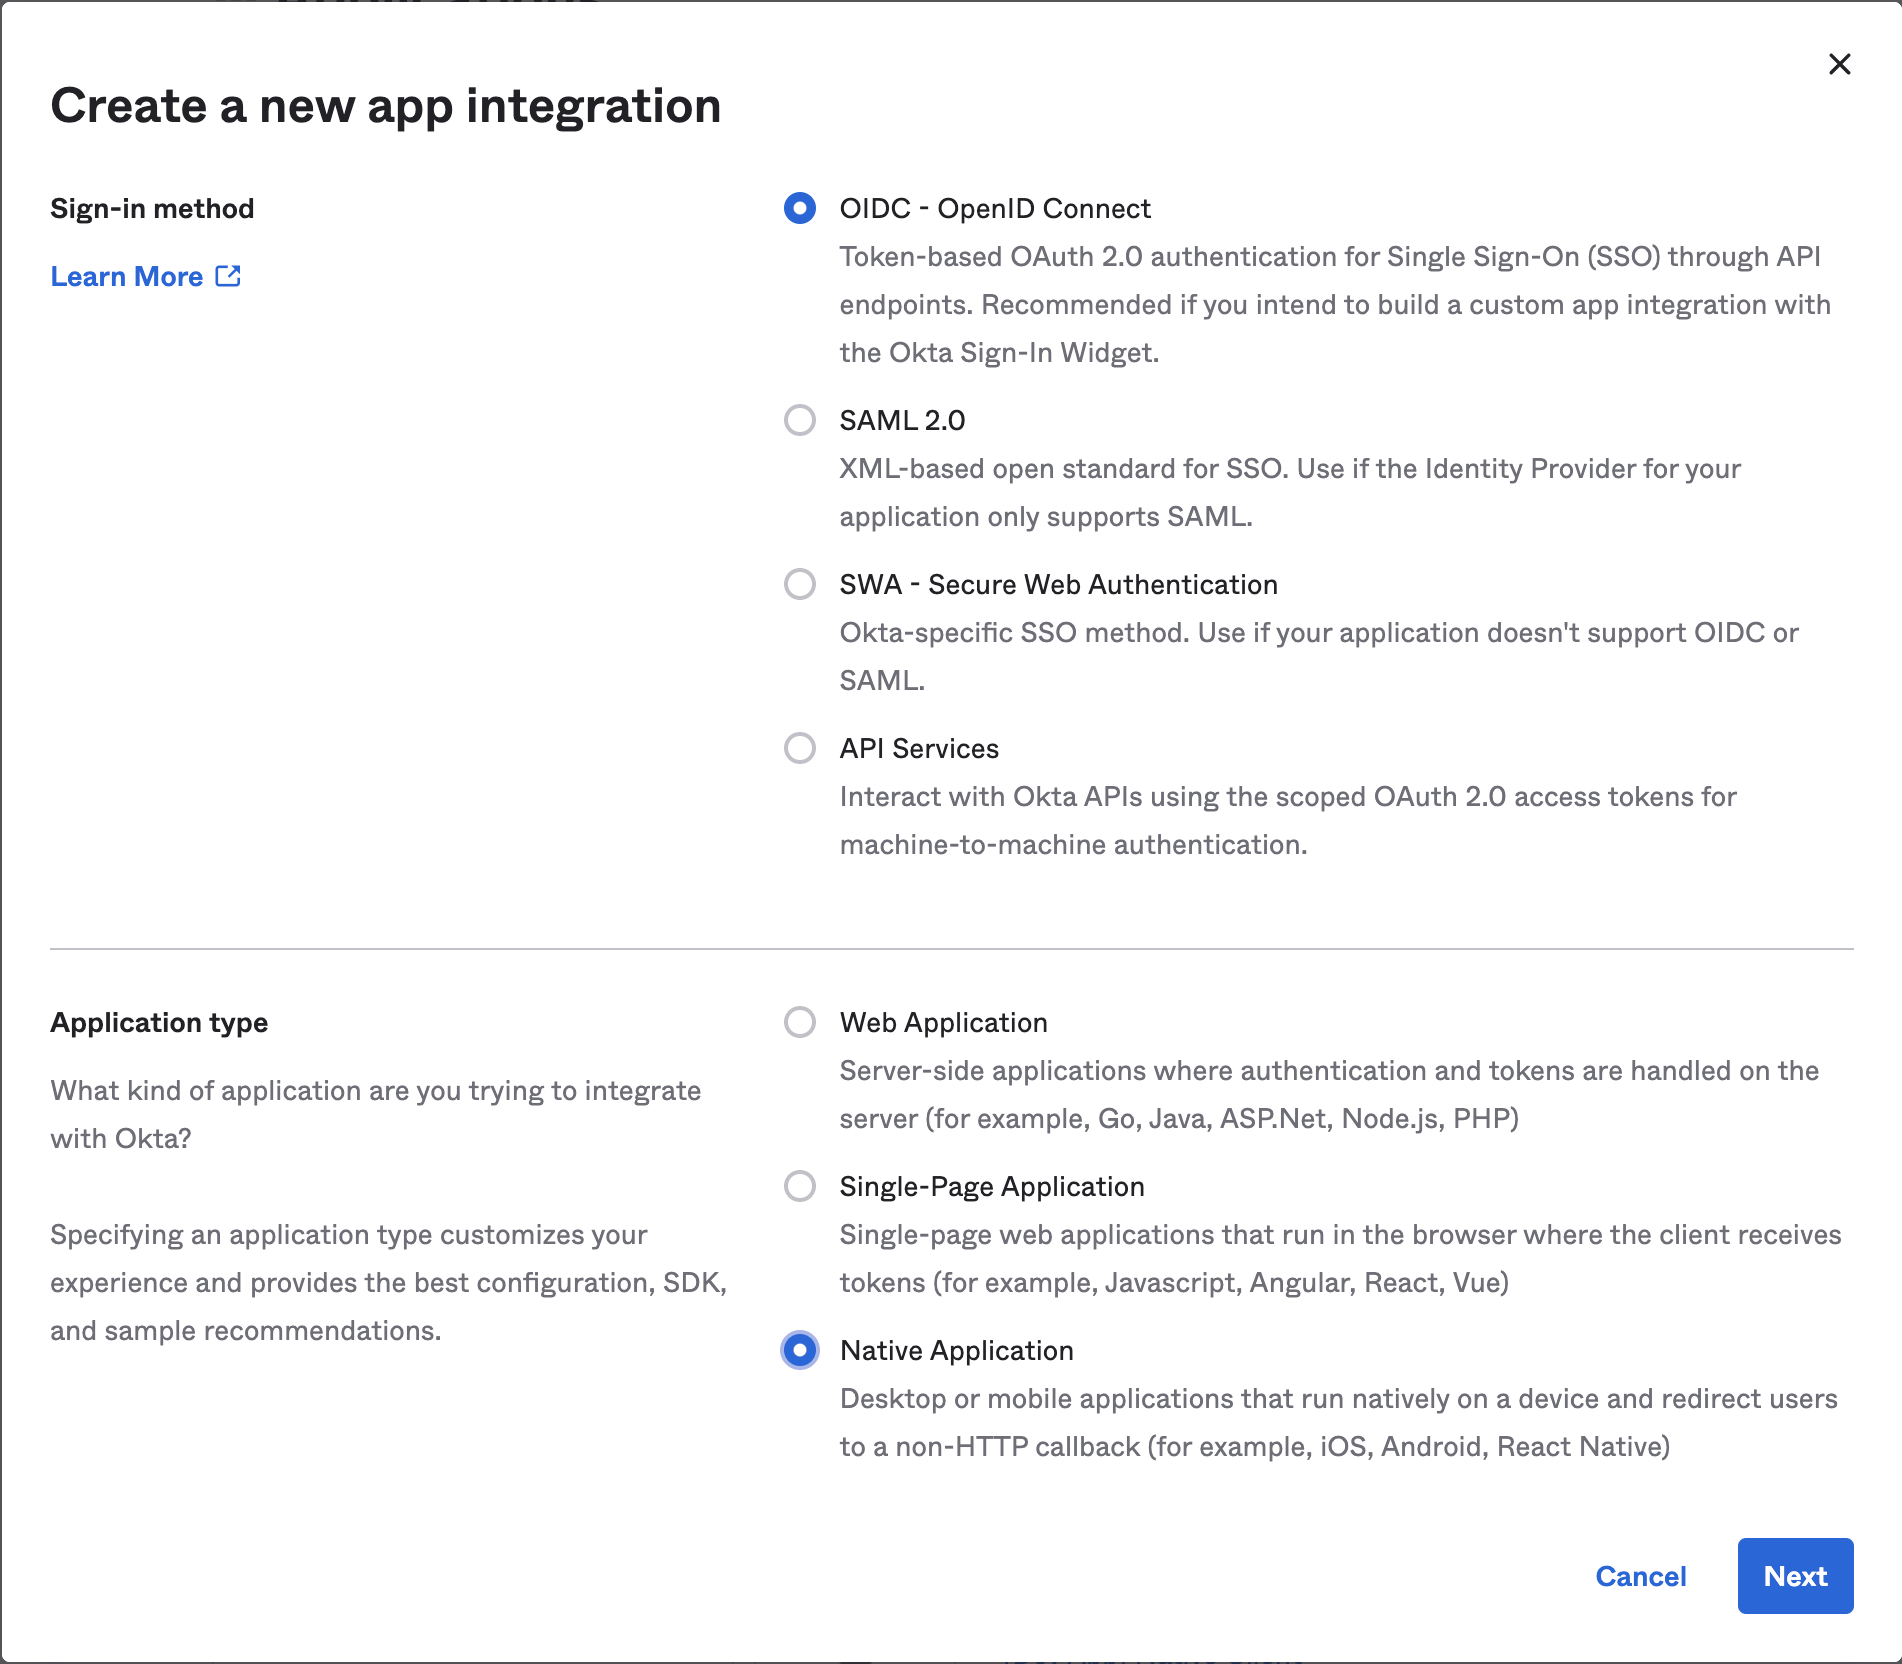 Create a new app integration
Sign-in method
Learn More
OIDC - OpenID Connect
Token-based OAuth 2.0 authentication for Single Sign-On (SSO) through API
endpoints. Recommended if you intend to build a custom app integration with
the Okta Sign-In Widget.
SAML 2.0
XML-based open standard for SSO. Use if the Identity Provider for your
application only supports SAML.
SWA - Secure Web Authentication
Okta-specific SSO method. Use if your application doesn't support OIDC or
SAML.
API Services
Interact with Okta APIs using the scoped OAuth 2.0 access tokens for
machine-to-machine authentication.
Application type
What kind of application are you trying to integrate
with Okta?
Specifying an application type customizes your
experience and provides the best configuration, SDK,
and sample recommendations.
Web Application
Server-side applications where authentication and tokens are handled on the
server (for example, Go, Java, ASP.Net, Node.js, PHP)
Single-Page Application
Single-page web applications that run in the browser where the client receives
tokens (for example, Javascript, Angular, React, Vue)
Native Application
Desktop or mobile applications that run natively on a device and redirect users
to a non-HTTP callback (for example, iOS, Android, React Native)
Cancel
Next